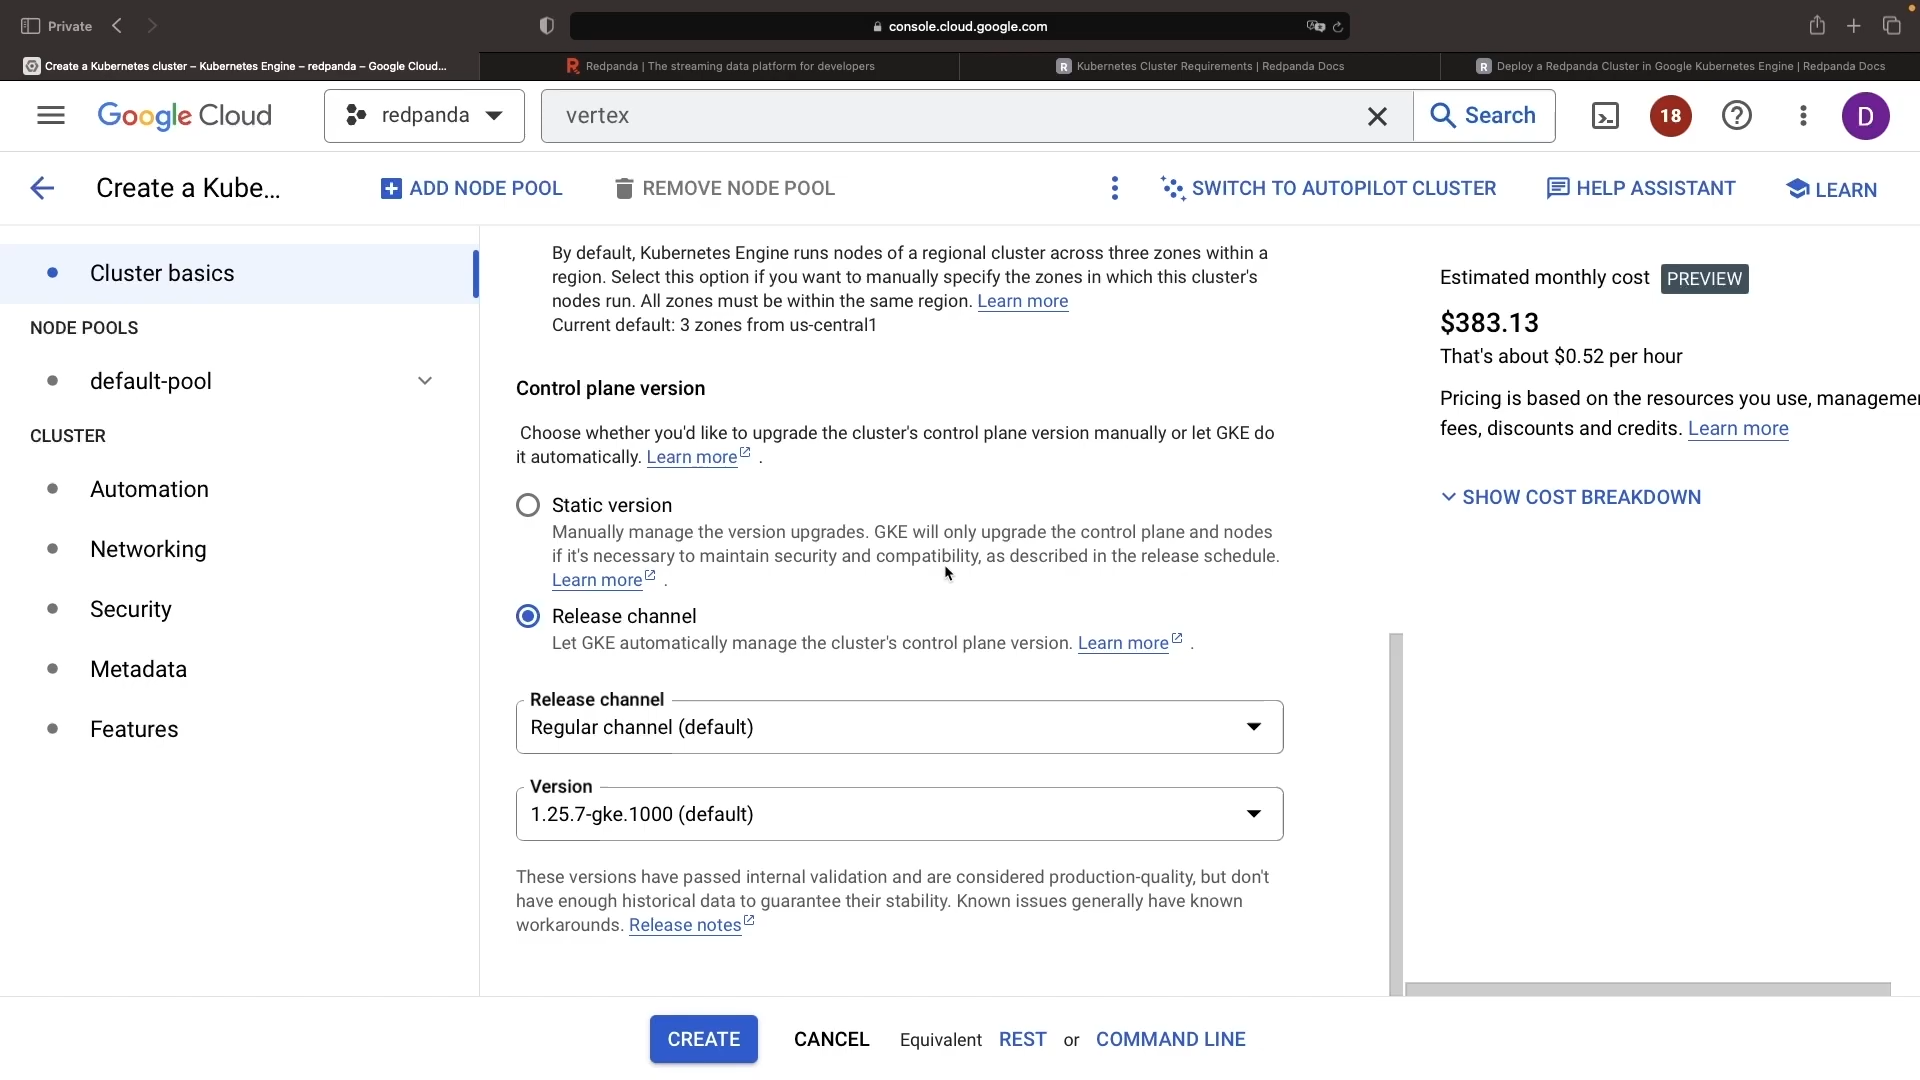 Private
console.cloud.google.com
Create a Kubernetes cluster – Kubernetes Engine – redpanda – Google Cloud...
Redpanda | The streaming data platform for developers
Kubernetes Cluster Requirements | Redpanda Docs
Deploy a Redpanda Cluster in Google Kubernetes Engine | Redpanda Docs
Google Cloud
redpanda
vertex
Search
18
D
Create a Kube...
ADD NODE POOL
REMOVE NODE POOL
SWITCH TO AUTOPILOT CLUSTER
HELP ASSISTANT
LEARN
Cluster basics
NODE POOLS
default-pool
CLUSTER
Automation
Networking
Security
Metadata
Features
By default, Kubernetes Engine runs nodes of a regional cluster across three zones within a
region. Select this option if you want to manually specify the zones in which this cluster's
nodes run. All zones must be within the same region. Learn more
Current default: 3 zones from us-central1
Control plane version
Choose whether you'd like to upgrade the cluster's control plane version manually or let GKE do
it automatically. Learn more .
Static version
Manually manage the version upgrades. GKE will only upgrade the control plane and nodes
if it's necessary to maintain security and compatibility, as described in the release schedule.
Learn more .
Release channel
Let GKE automatically manage the cluster's control plane version. Learn more .
Release channel
Regular channel (default)
Version
1.25.7-gke.1000 (default)
These versions have passed internal validation and are considered production-quality, but don't
have enough historical data to guarantee their stability. Known issues generally have known
workarounds. Release notes
Estimated monthly cost PREVIEW
$383.13
That's about $0.52 per hour
Pricing is based on the resources you use, managemen
fees, discounts and credits. Learn more
SHOW COST BREAKDOWN
CREATE
CANCEL
Equivalent REST or COMMAND LINE